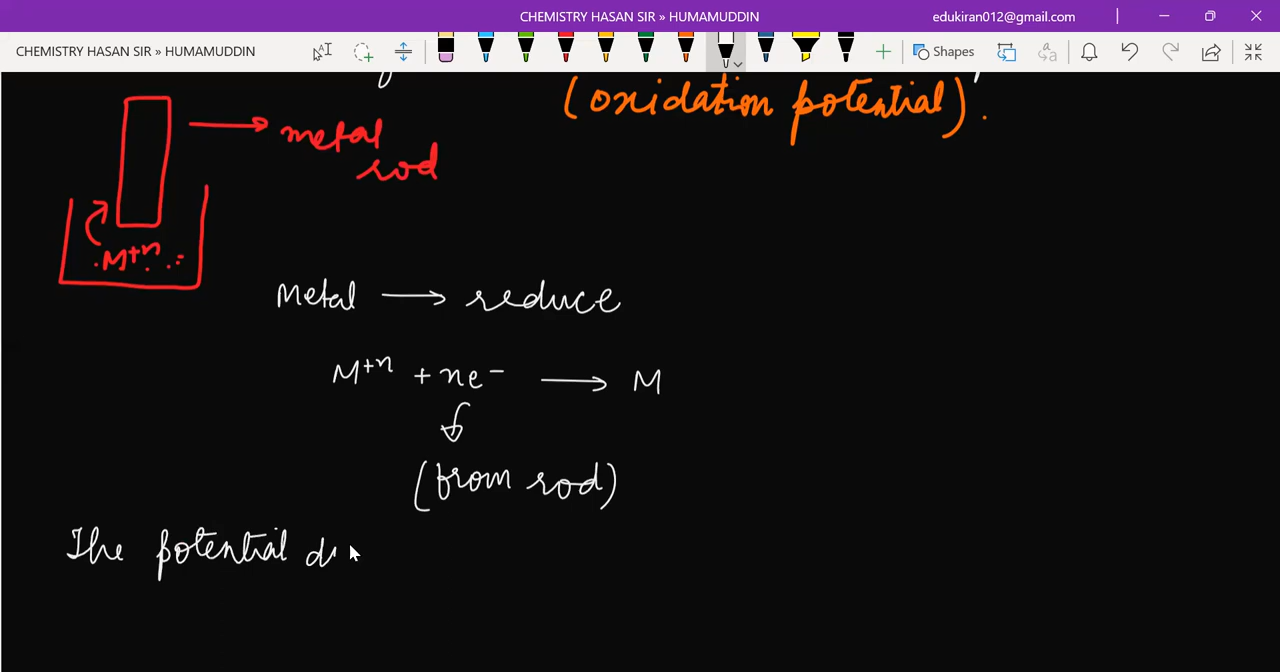 CHEMISTRY HASAN SIR » HUMAMUDDIN
edukiran012@gmail.com
CHEMISTRY HASAN SIR » HUMAMUDDIN
Shapes
(oxidation potential).
metal
rod
M+n
Metal → reduce
M+n + ne− → M
(from rod)
The potential